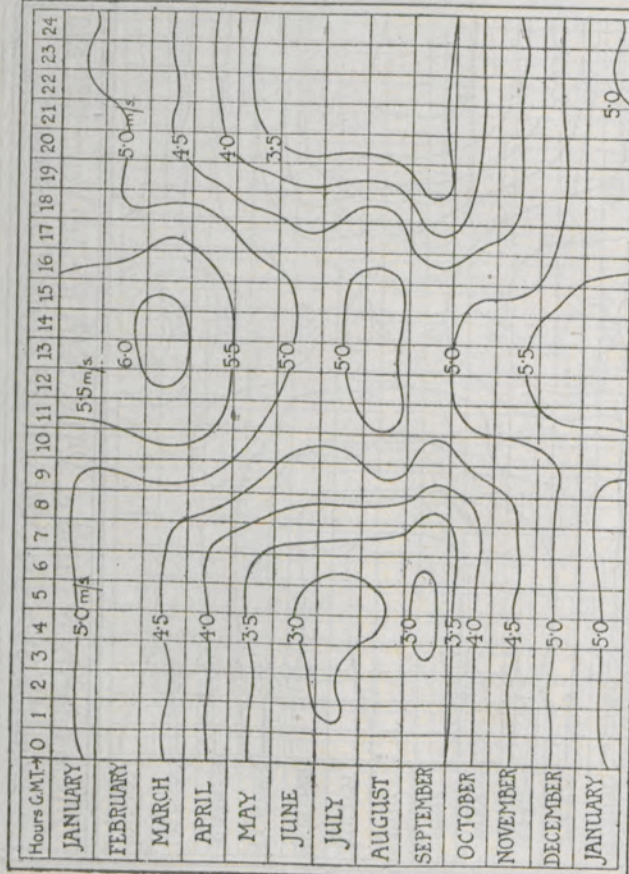 Hours G.M.T→ 0 1 2 3 4 5 6 7 8 9 10 11 12 13 14 15 16 17 18 19 20 21 22 23 24
JANUARY 5·0m/s 5·5m/s.
FEBRUARY 6·0 5·0m/s.
MARCH 4·5 4·5
APRIL 4·0 4·0
MAY 3·5 5·5 3·5
JUNE 3·0 5·0
JULY 5·0
AUGUST
SEPTEMBER 3·0
OCTOBER 3·5 5·0
4·0
NOVEMBER 4·5 5·5
DECEMBER 5·0
JANUARY 5·0 5·0